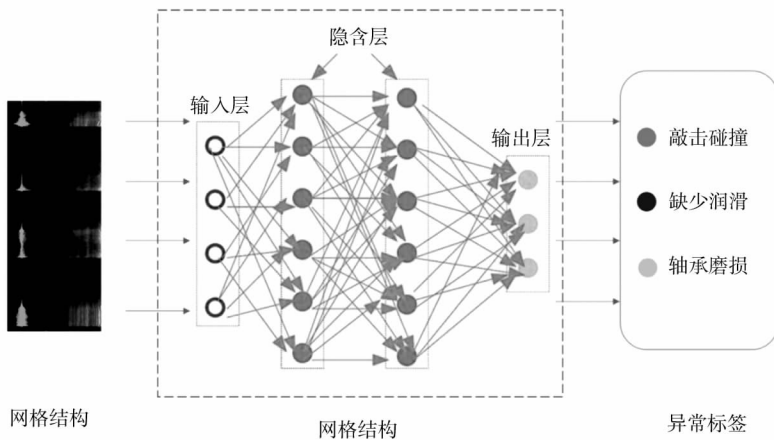 隐含层
输入层
输出层
敲击碰撞
缺少润滑
轴承磨损
网格结构
网格结构
异常标签